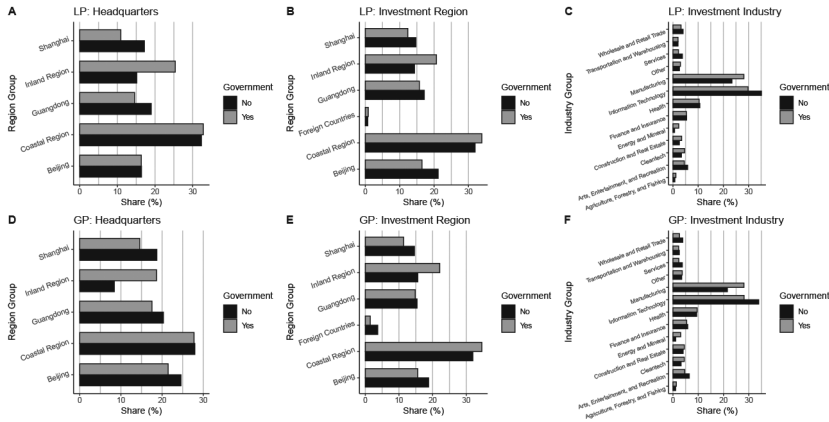 A
LP: Headquarters
Region Group
Shanghai
Inland Region
Guangdong
Coastal Region
Beijing
0
10
20
30
Share (%)
Government
No
Yes
B
LP: Investment Region
Region Group
Shanghai
Inland Region
Guangdong
Foreign Countries
Coastal Region
Beijing
0
10
20
30
Share (%)
Government
No
Yes
C
LP: Investment Industry
Industry Group
Wholesale and Retail Trade
Transportation and Warehousing
Services
Other
Manufacturing
Information Technology
Health
Finance and Insurance
Energy and Mineral
Construction and Real Estate
Cleantech
Arts, Entertainment, and Recreation
Agriculture, Forestry, and Fishing
0
10
20
30
Share (%)
Government
No
Yes
D
GP: Headquarters
Region Group
Shanghai
Inland Region
Guangdong
Coastal Region
Beijing
0
10
20
30
Share (%)
Government
No
Yes
E
GP: Investment Region
Region Group
Shanghai
Inland Region
Guangdong
Foreign Countries
Coastal Region
Beijing
0
10
20
30
Share (%)
Government
No
Yes
F
GP: Investment Industry
Industry Group
Wholesale and Retail Trade
Transportation and Warehousing
Services
Other
Manufacturing
Information Technology
Health
Finance and Insurance
Energy and Mineral
Construction and Real Estate
Cleantech
Arts, Entertainment, and Recreation
Agriculture, Forestry, and Fishing
0
10
20
30
Share (%)
Government
No
Yes